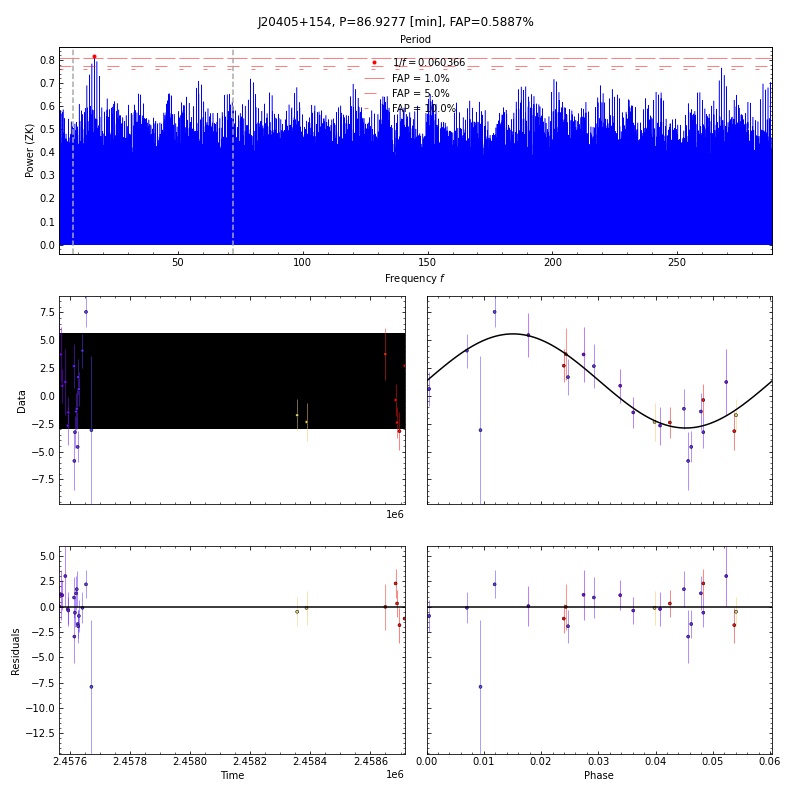 J20405+154, P=86.9277 [min], FAP=0.5887%
Period
1/f = 0.060366
FAP = 1.0%
FAP = 5.0%
FAP = 10.0%
Power (ZK)
0.8
0.7
0.6
0.5
0.4
0.3
0.2
0.1
0.0
50 100 150 200 250
Frequency f
Data
7.5
5.0
2.5
0.0
−2.5
−5.0
−7.5
1e6
Residuals
5.0
2.5
0.0
−2.5
−5.0
−7.5
−10.0
−12.5
2.4576 2.4578 2.4580 2.4582 2.4584 2.4586
Time
1e6
0.00 0.01 0.02 0.03 0.04 0.05 0.06
Phase